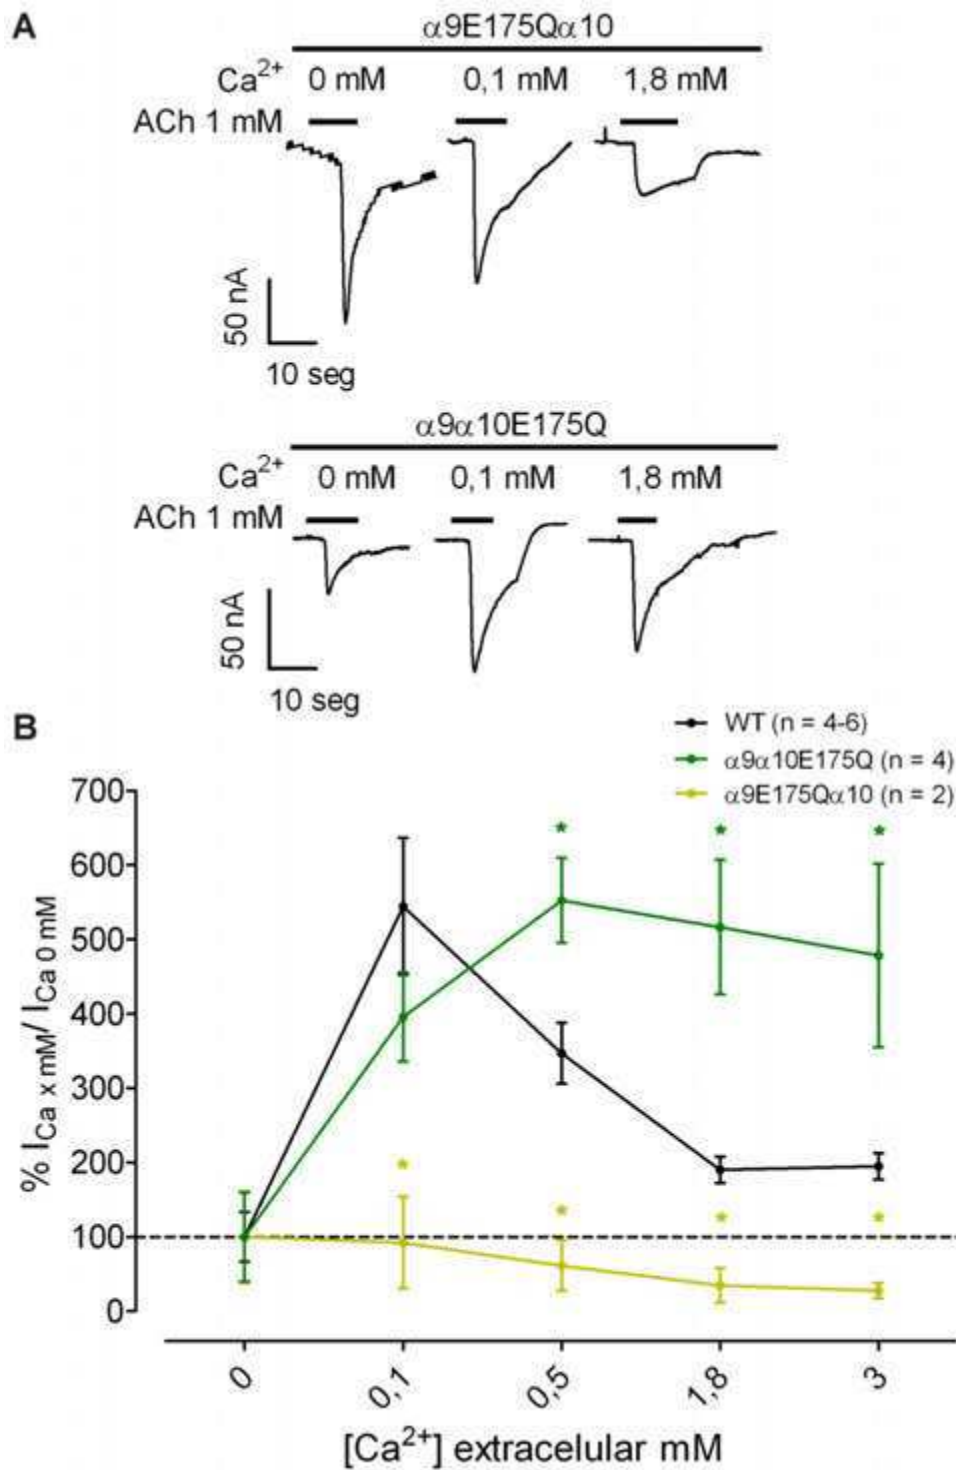 A
α9E175Qα10
Ca2+ 0 mM 0,1 mM 1,8 mM
ACh 1 mM
50 nA
10 seg
α9α10E175Q
Ca2+ 0 mM 0,1 mM 1,8 mM
ACh 1 mM
50 nA
10 seg
B
WT (n = 4-6)
α9α10E175Q (n = 4)
α9E175Qα10 (n = 2)
% ICa x mM/ ICa 0 mM
700
600
500
400
300
200
100
0
0 0,1 0,5 1,8 3
[Ca2+] extracelular mM